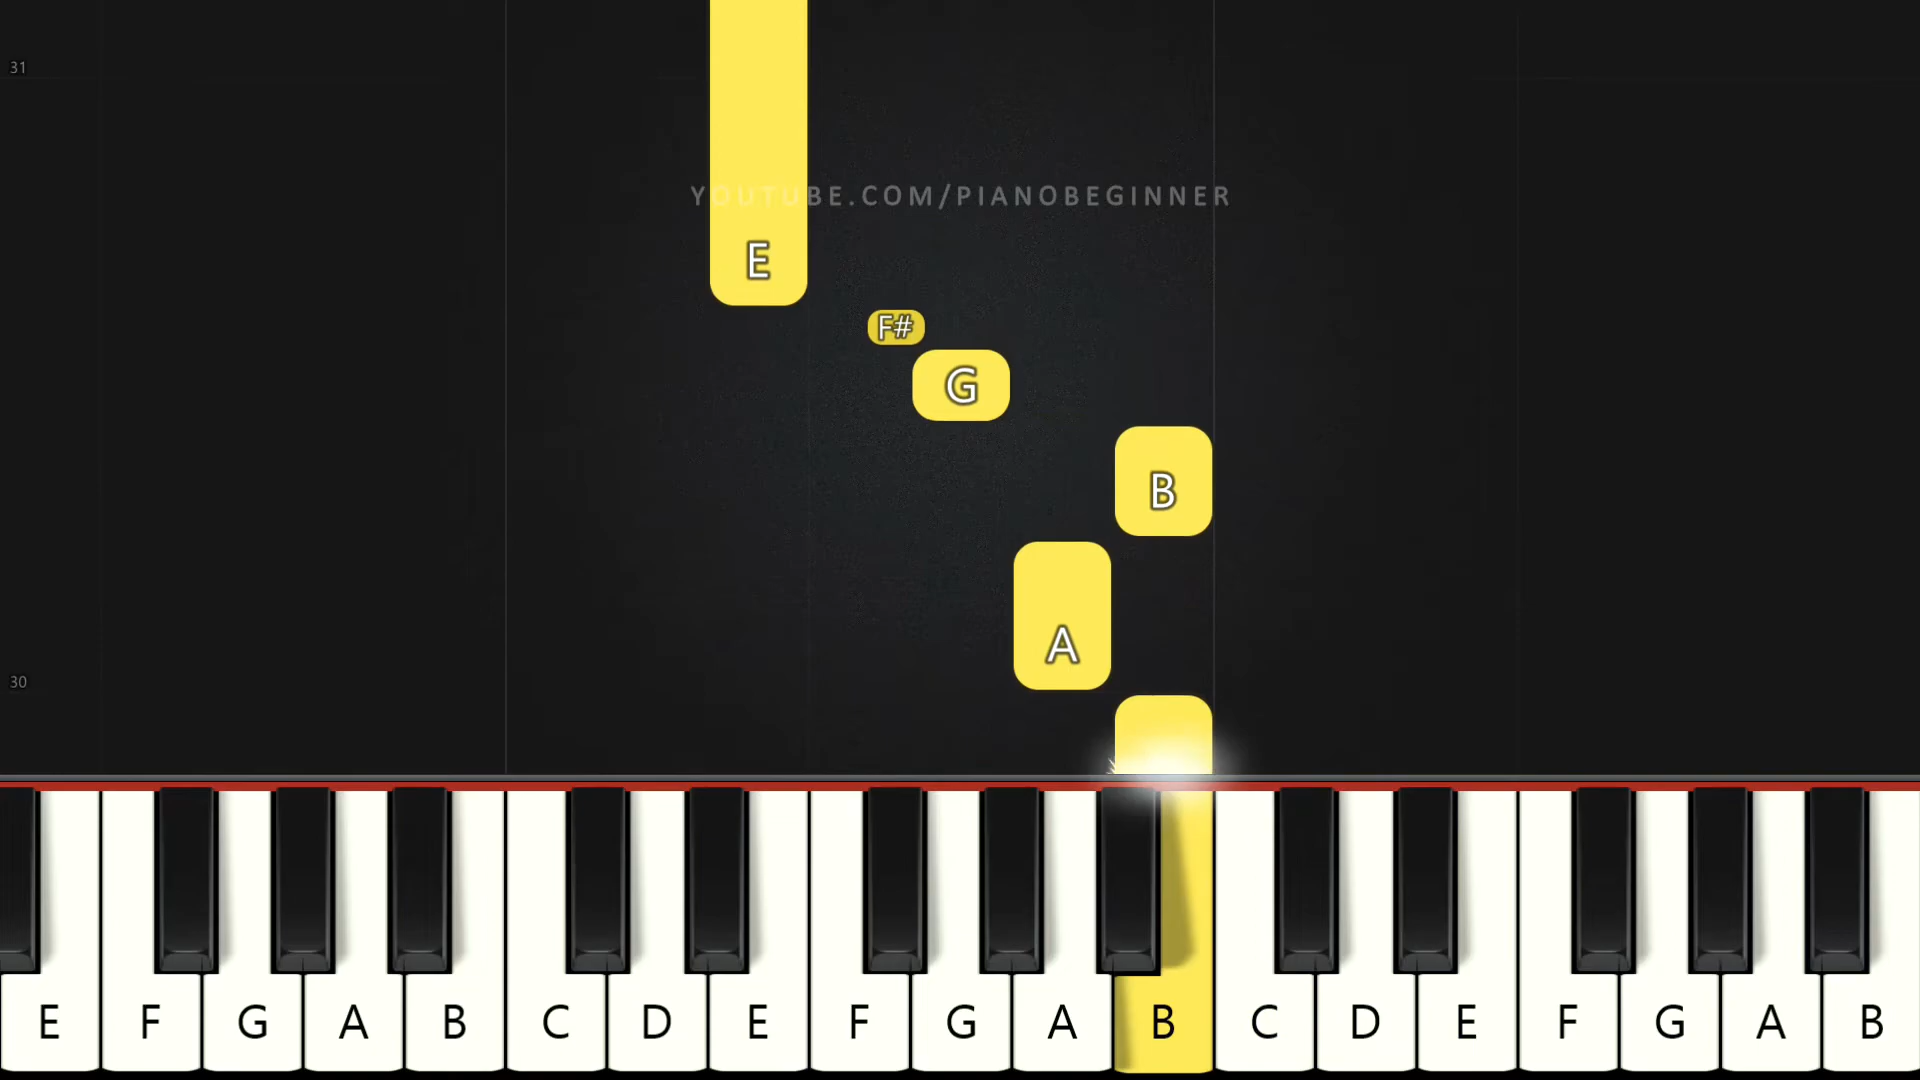 31
YOUTUBE.COM/PIANOBEGINNER
E
F#
G
B
A
30
E F G A B C D E F G A B C D E F G A B